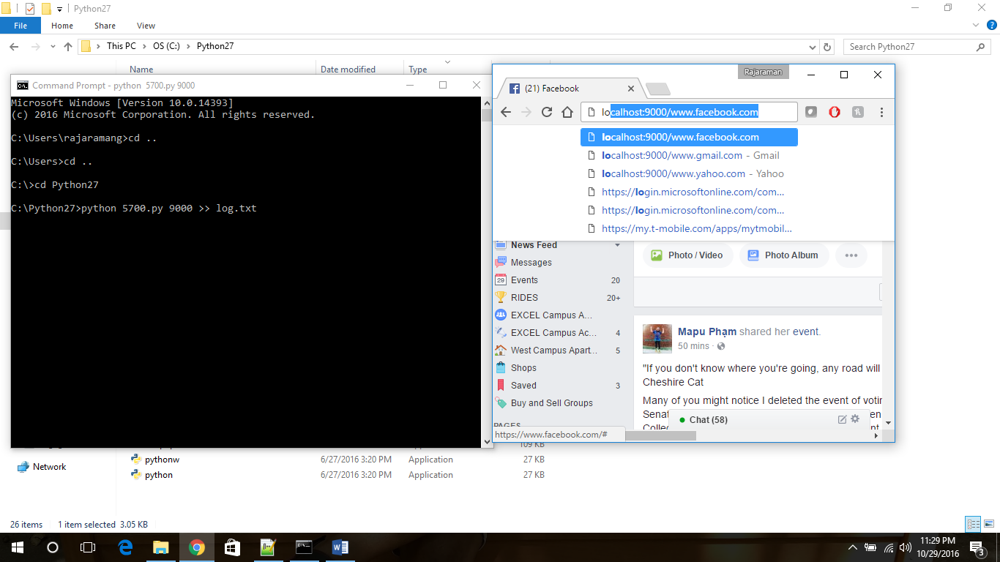 Python27
File Home Share View
This PC OS (C:) Python27
Search Python27
Name Date modified Type
Command Prompt - python 5700.py 9000
Microsoft Windows [Version 10.0.14393]
(c) 2016 Microsoft Corporation. All rights reserved.
C:\Users\rajaramang>cd ..
C:\Users>cd ..
C:\>cd Python27
C:\Python27>python 5700.py 9000 >> log.txt
Rajaraman
(21) Facebook
localhost:9000/www.facebook.com
localhost:9000/www.facebook.com
localhost:9000/www.gmail.com - Gmail
localhost:9000/www.yahoo.com - Yahoo
https://login.microsoftonline.com/com...
https://login.microsoftonline.com/com...
https://my.t-mobile.com/apps/mytmobil...
News Feed
Messages
29 Events 20
RIDES 20+
EXCEL Campus A...
EXCEL Campus Ac... 4
West Campus Apart... 5
Shops
Saved 3
Buy and Sell Groups
PAGES
https://www.facebook.com/#
Photo / Video Photo Album
Mapu Phạm shared her event.
50 mins ·
"If you don't know where you're going, any road will
Cheshire Cat
Many of you might notice I deleted the event of votin
Senat
Colle
Chat (58)
109 KB
pythonw 6/27/2016 3:20 PM Application 27 KB
python 6/27/2016 3:20 PM Application 27 KB
Network
26 items 1 item selected 3.05 KB
11:29 PM
10/29/2016
3